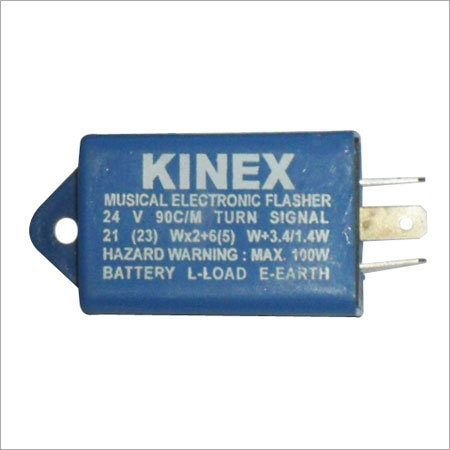 KINEX
MUSICAL ELECTRONIC FLASHER
24 V 90C/M TURN SIGNAL
21 (23) Wx2+6(5) W+3.4/1.4W
HAZARD WARNING : MAX. 100W
BATTERY L-LOAD E-EARTH